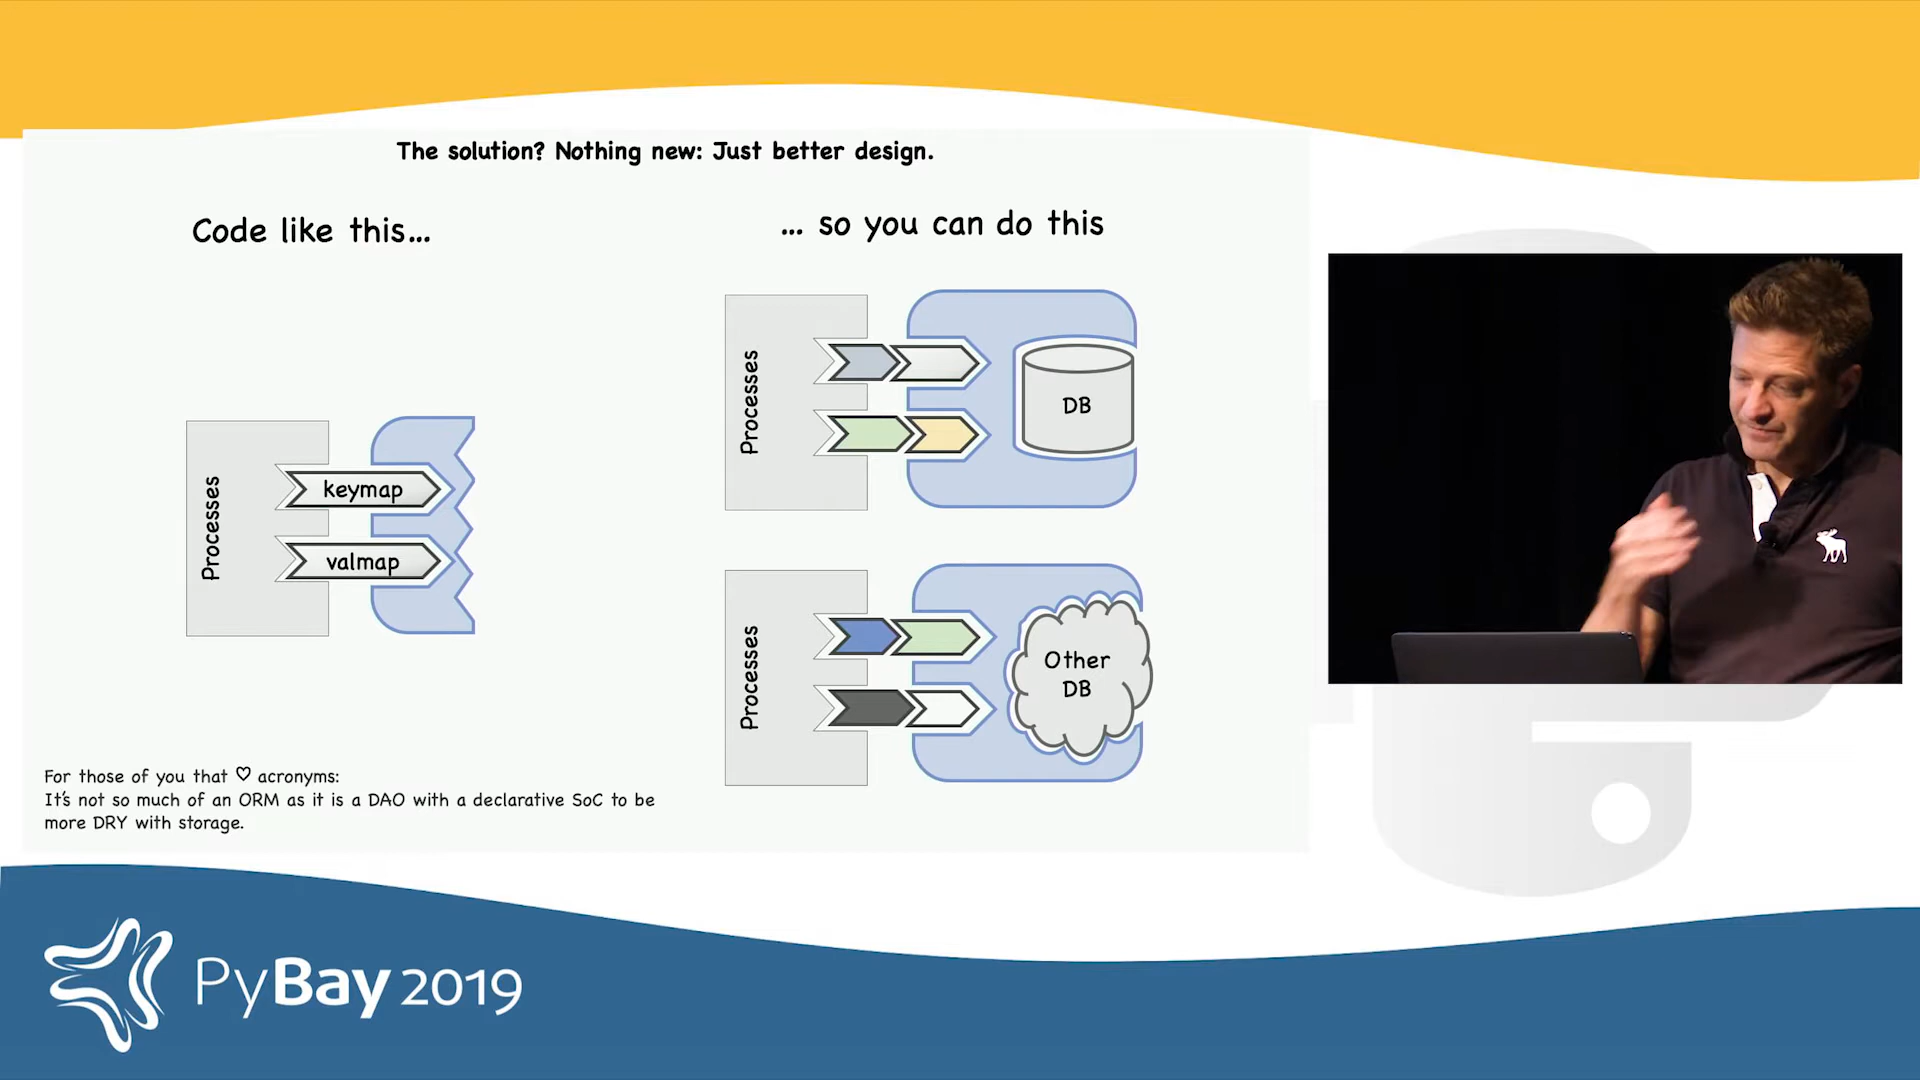 The solution? Nothing new: Just better design.
Code like this...
... so you can do this
Processes
keymap
valmap
Processes
DB
Processes
Other
DB
For those of you that ♡ acronyms:
It's not so much of an ORM as it is a DAO with a declarative SoC to be
more DRY with storage.
PyBay 2019